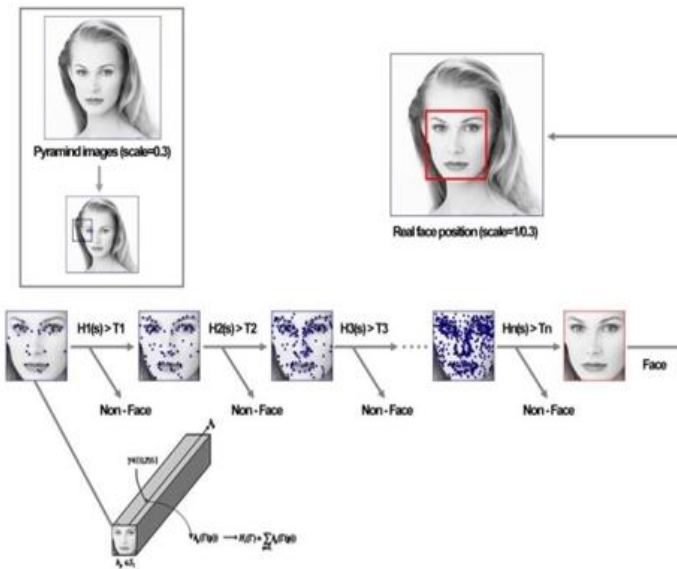 Pyramind images (scale=0.3)
Real face position (scale=1/0.3)
H1(s) > T1
H2(s) > T2
H3(s) > T3
Hn(s) > Tn
Face
Non - Face
Non - Face
Non - Face
Non - Face